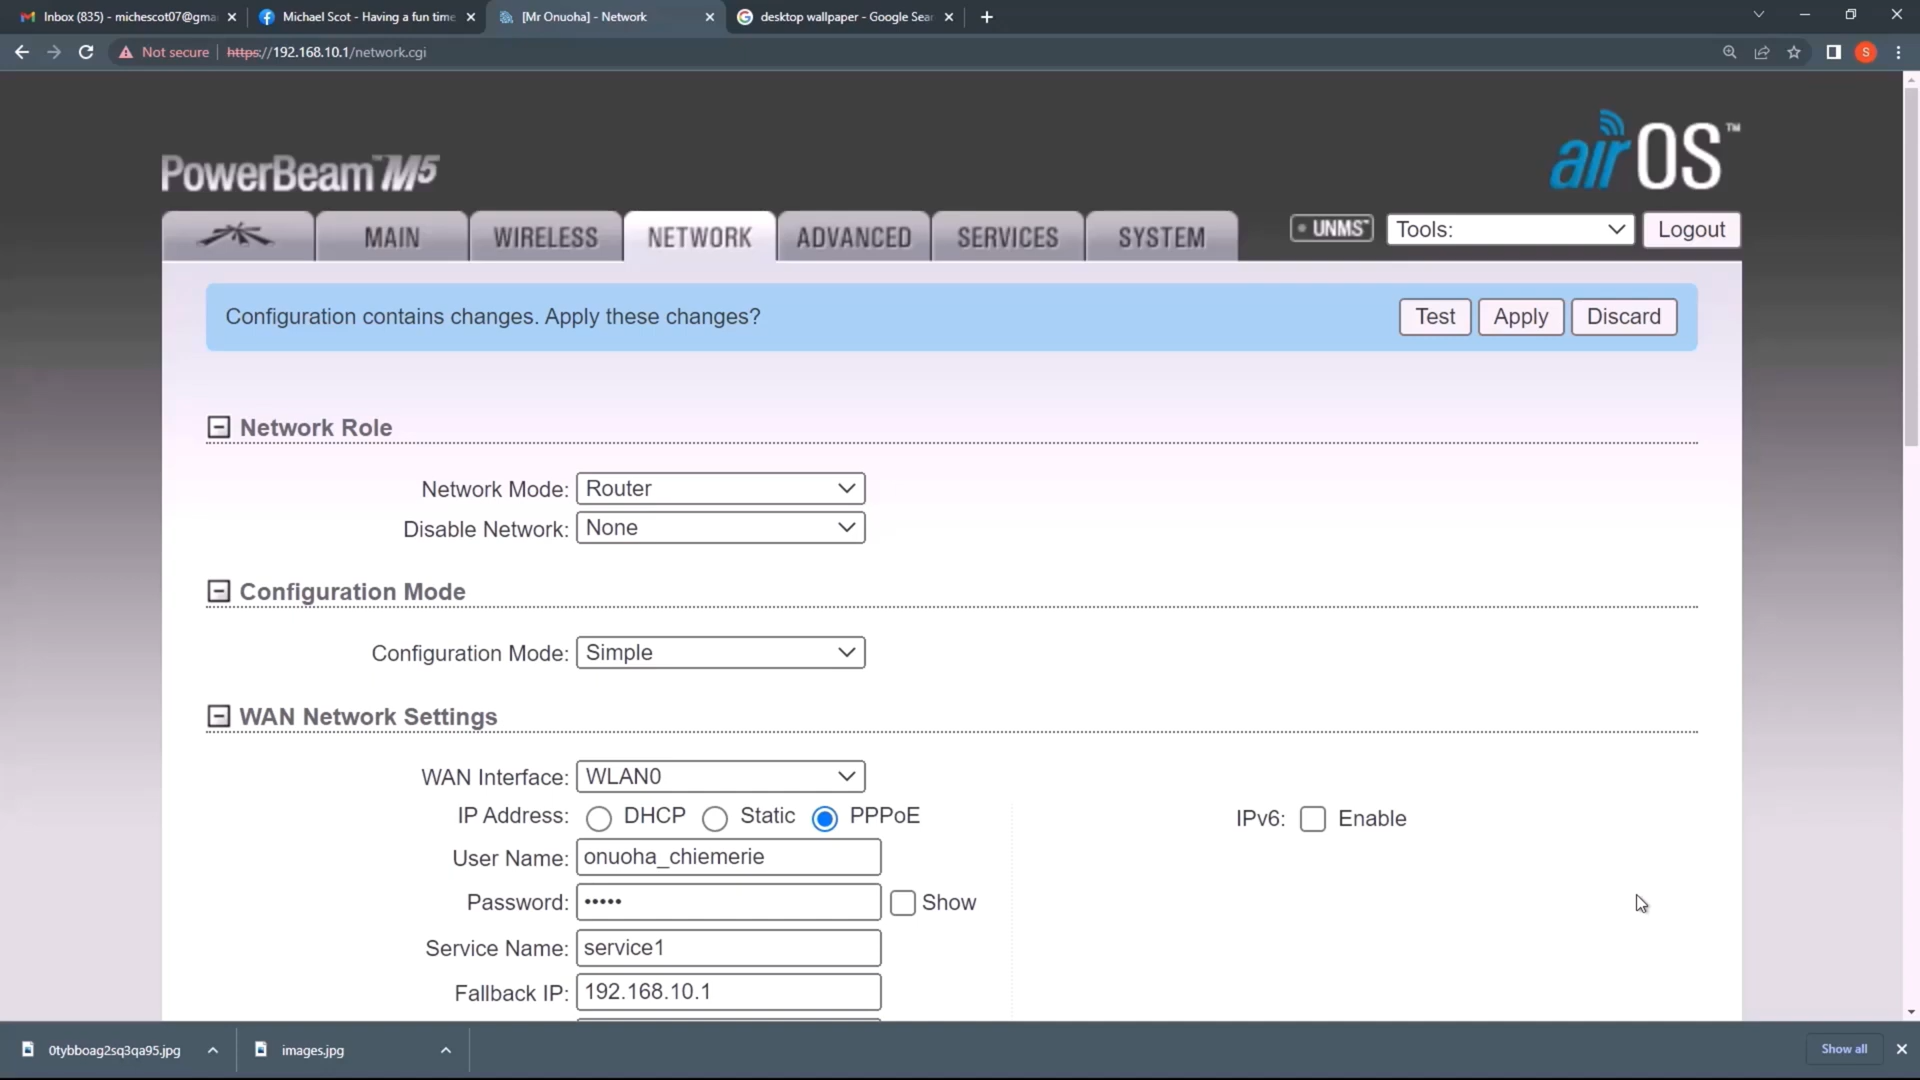 Inbox (835) - michescot07@gma
Michael Scot - Having a fun time
[Mr Onuoha] - Network
desktop wallpaper - Google Sear
Not secure
https://192.168.10.1/network.cgi
S
PowerBeam™ M5
airOS™
MAIN
WIRELESS
NETWORK
ADVANCED
SERVICES
SYSTEM
UNMS™
Tools:
Logout
Configuration contains changes. Apply these changes?
Test
Apply
Discard
Network Role
Network Mode: Router
Disable Network: None
Configuration Mode
Configuration Mode: Simple
WAN Network Settings
WAN Interface: WLAN0
IP Address: DHCP Static PPPoE
IPv6: Enable
User Name: onuoha_chiemerie
Password: ••••• Show
Service Name: service1
Fallback IP: 192.168.10.1
0tybboag2sq3qa95.jpg
images.jpg
Show all